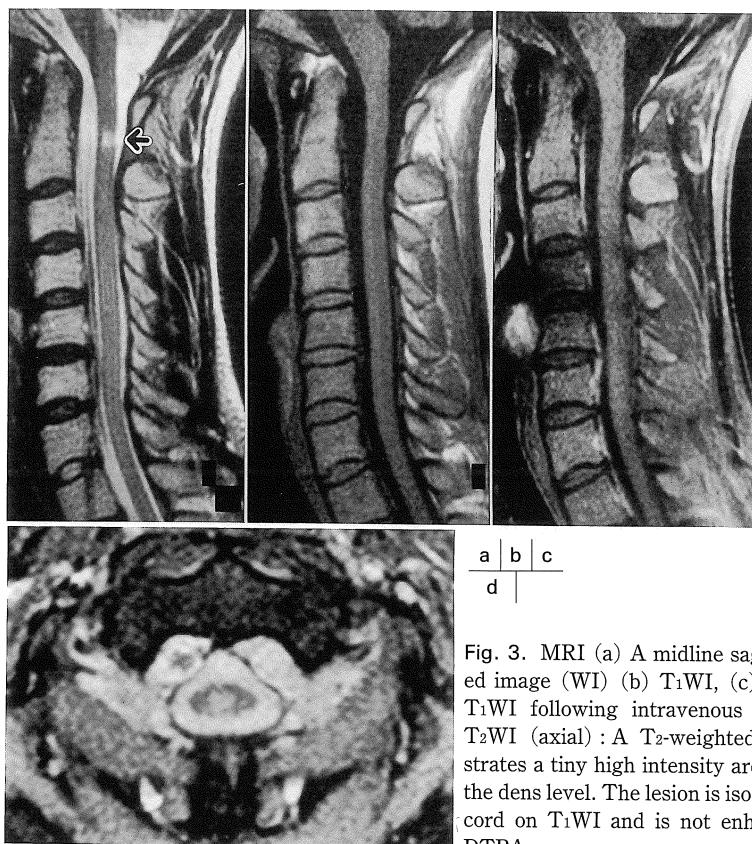 a b c
d
Fig. 3. MRI (a) A midline sag
ed image (WI) (b) T1WI, (c)
T1WI following intravenous
T2WI (axial) : A T2-weighted
strates a tiny high intensity are
the dens level. The lesion is iso
cord on T1WI and is not enh
DTPA